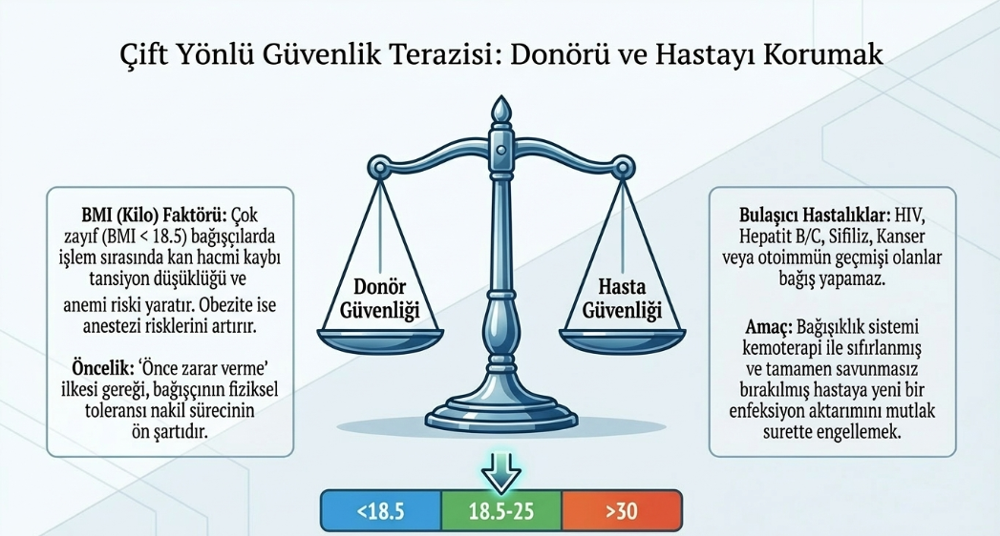 Çift Yönlü Güvenlik Terazisi: Donörü ve Hastayı Korumak
BMI (Kilo) Faktörü: Çok
zayıf (BMI < 18.5) bağışçılarda
işlem sırasında kan hacmi kaybı
tansiyon düşüklüğü ve
anemi riski yaratır. Obezite ise
anestezi risklerini artırır.
Öncelik: ‘Önce zarar verme’
ilkesi gereği, bağışçının fiziksel
toleransı nakil sürecinin
ön şartıdır.
Donör
Güvenliği
Hasta
Güvenliği
Bulaşıcı Hastalıklar: HIV,
Hepatit B/C, Sifiliz, Kanser
veya otoimmün geçmişi olanlar
bağış yapamaz.
Amaç: Bağışıklık sistemi
kemoterapi ile sıfırlanmış
ve tamamen savunmasız
bırakılmış hastaya yeni bir
enfeksiyon aktarımını mutlak
surette engellemek.
<18.5
18.5-25
>30